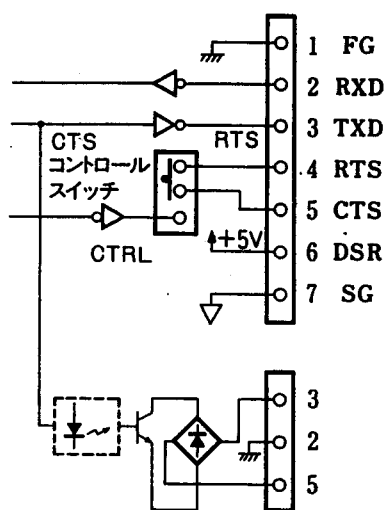 1 FG
2 RXD
3 TXD
CTS
コントロール
スイッチ
RTS
4 RTS
5 CTS
CTRL
+5V
6 DSR
7 SG
3
2
5